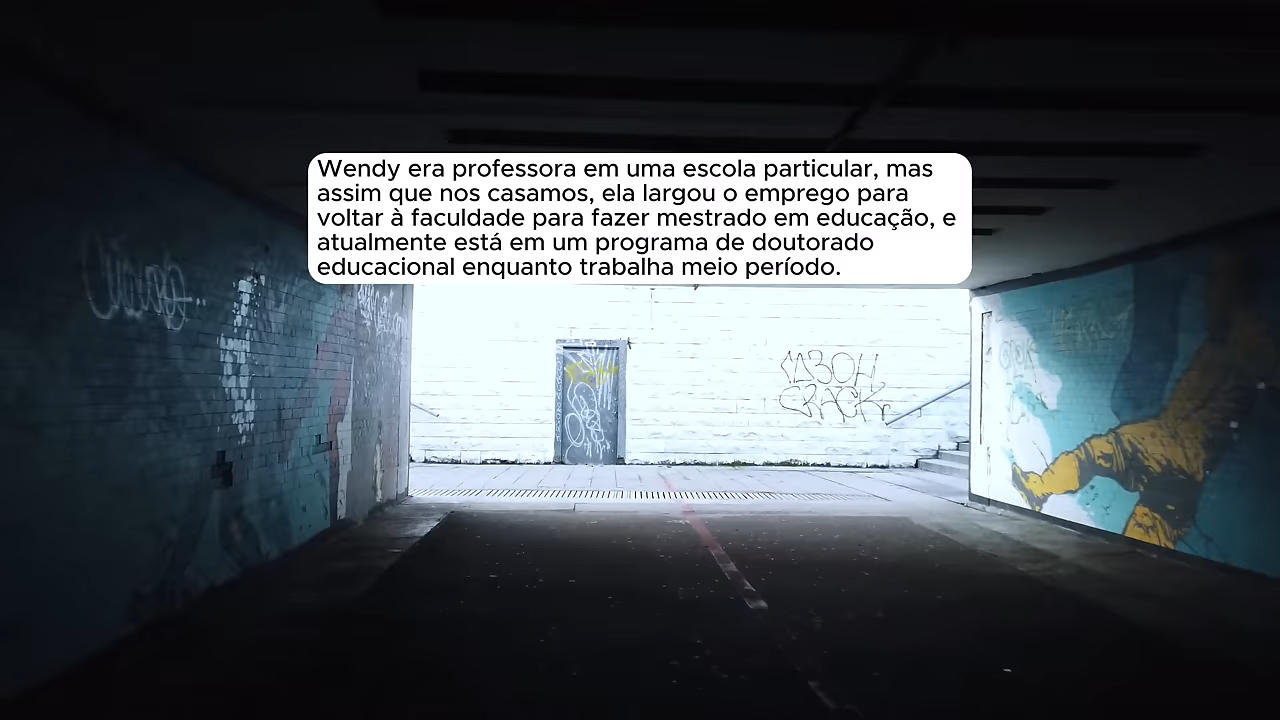 Wendy era professora em uma escola particular, mas
assim que nos casamos, ela largou o emprego para
voltar à faculdade para fazer mestrado em educação, e
atualmente está em um programa de doutorado
educacional enquanto trabalha meio período.